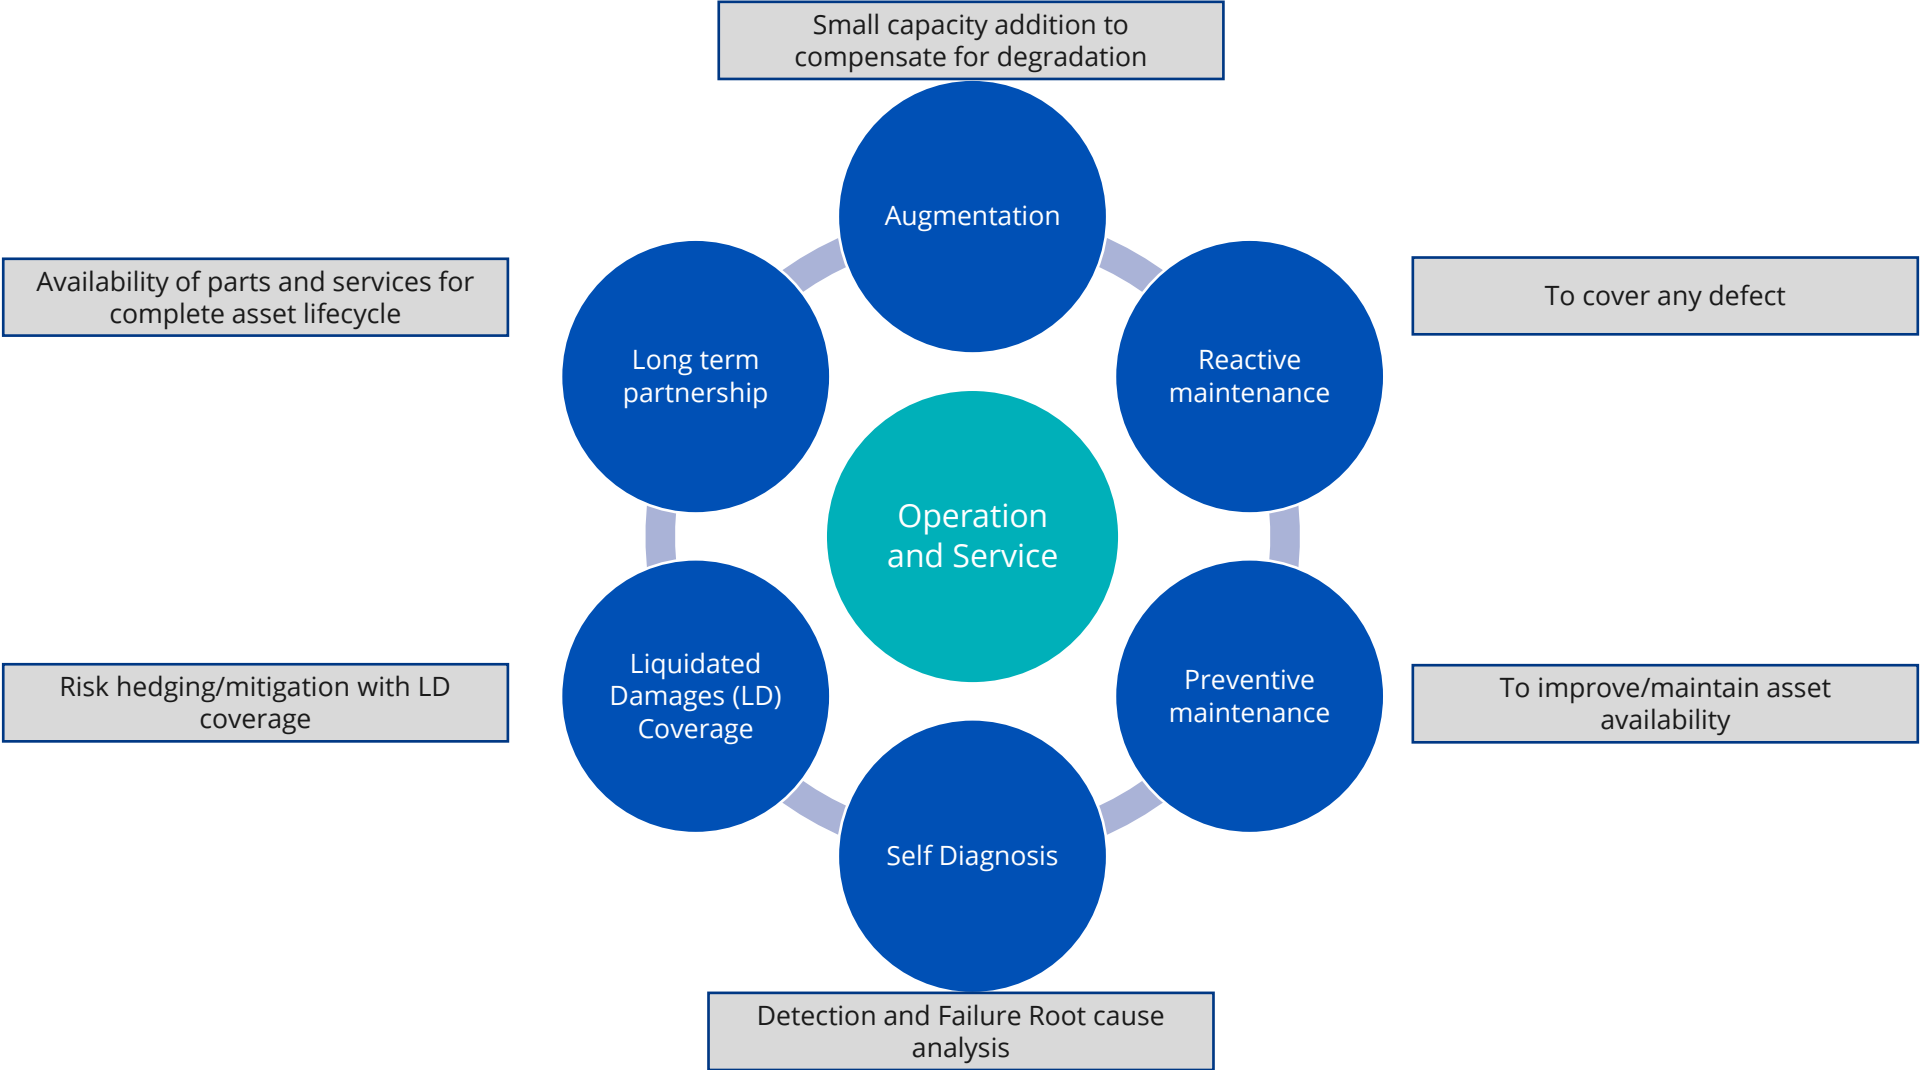 Small capacity addition to
compensate for degradation
Augmentation
Availability of parts and services for
complete asset lifecycle
To cover any defect
Long term
partnership
Reactive
maintenance
Operation
and Service
Risk hedging/mitigation with LD
coverage
Liquidated
Damages (LD)
Coverage
Preventive
maintenance
To improve/maintain asset
availability
Self Diagnosis
Detection and Failure Root cause
analysis